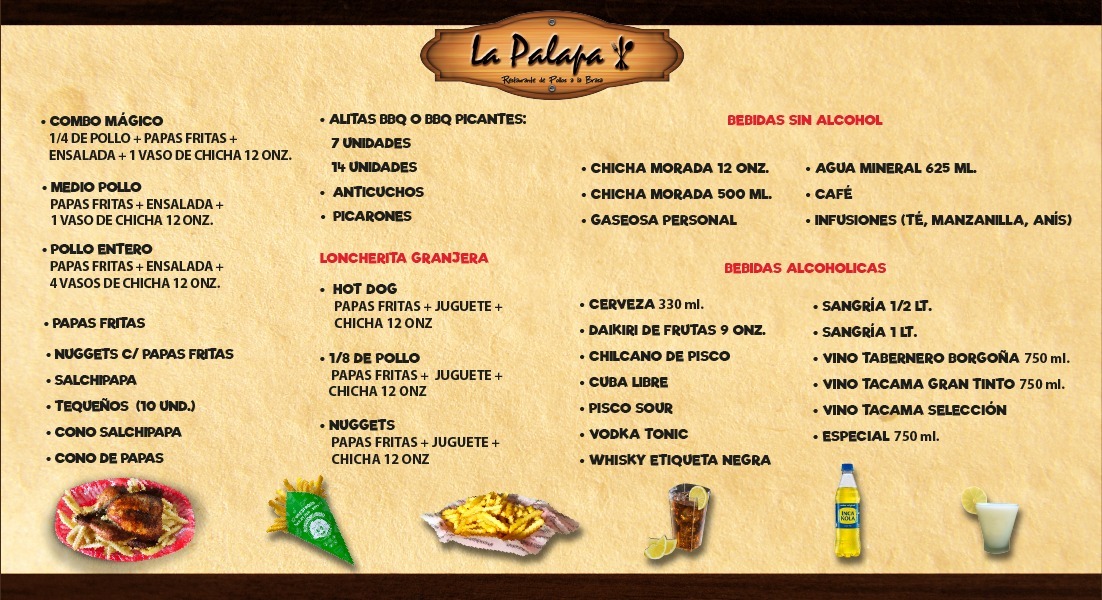 La Palapa
Restaurante de Pollos a la Brasa
• COMBO MÁGICO
1/4 DE POLLO + PAPAS FRITAS +
ENSALADA + 1 VASO DE CHICHA 12 ONZ.
• MEDIO POLLO
PAPAS FRITAS + ENSALADA +
1 VASO DE CHICHA 12 ONZ.
• POLLO ENTERO
PAPAS FRITAS + ENSALADA +
4 VASOS DE CHICHA 12 ONZ.
• PAPAS FRITAS
• NUGGETS C/ PAPAS FRITAS
• SALCHIPAPA
• TEQUEÑOS (10 UND.)
• CONO SALCHIPAPA
• CONO DE PAPAS
• ALITAS BBQ O BBQ PICANTES:
7 UNIDADES
14 UNIDADES
• ANTICUCHOS
• PICARONES
LONCHERITA GRANJERA
• HOT DOG
PAPAS FRITAS + JUGUETE +
CHICHA 12 ONZ
• 1/8 DE POLLO
PAPAS FRITAS + JUGUETE +
CHICHA 12 ONZ
• NUGGETS
PAPAS FRITAS + JUGUETE +
CHICHA 12 ONZ
BEBIDAS SIN ALCOHOL
• CHICHA MORADA 12 ONZ.
• CHICHA MORADA 500 ML.
• GASEOSA PERSONAL
• AGUA MINERAL 625 ML.
• CAFÉ
• INFUSIONES (TÉ, MANZANILLA, ANÍS)
BEBIDAS ALCOHOLICAS
• CERVEZA 330 ml.
• DAIKIRI DE FRUTAS 9 ONZ.
• CHILCANO DE PISCO
• CUBA LIBRE
• PISCO SOUR
• VODKA TONIC
• WHISKY ETIQUETA NEGRA
• SANGRÍA 1/2 LT.
• SANGRÍA 1 LT.
• VINO TABERNERO BORGOÑA 750 ml.
• VINO TACAMA GRAN TINTO 750 ml.
• VINO TACAMA SELECCIÓN
• ESPECIAL 750 ml.
INCA
KOLA